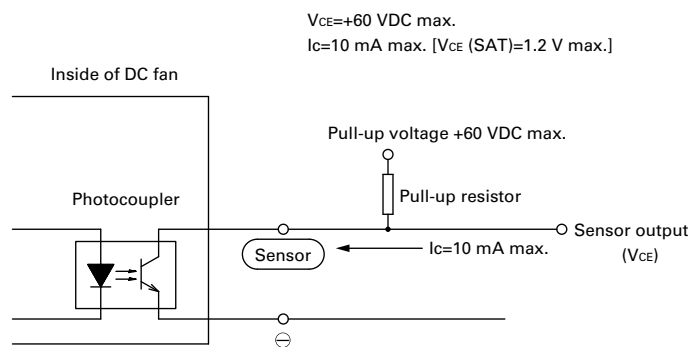 VCE=+60 VDC max.
Ic=10 mA max. [VCE (SAT)=1.2 V max.]
Inside of DC fan
Pull-up voltage +60 VDC max.
Photocoupler
Pull-up resistor
Sensor
Ic=10 mA max.
Sensor output
(VCE)
⊖